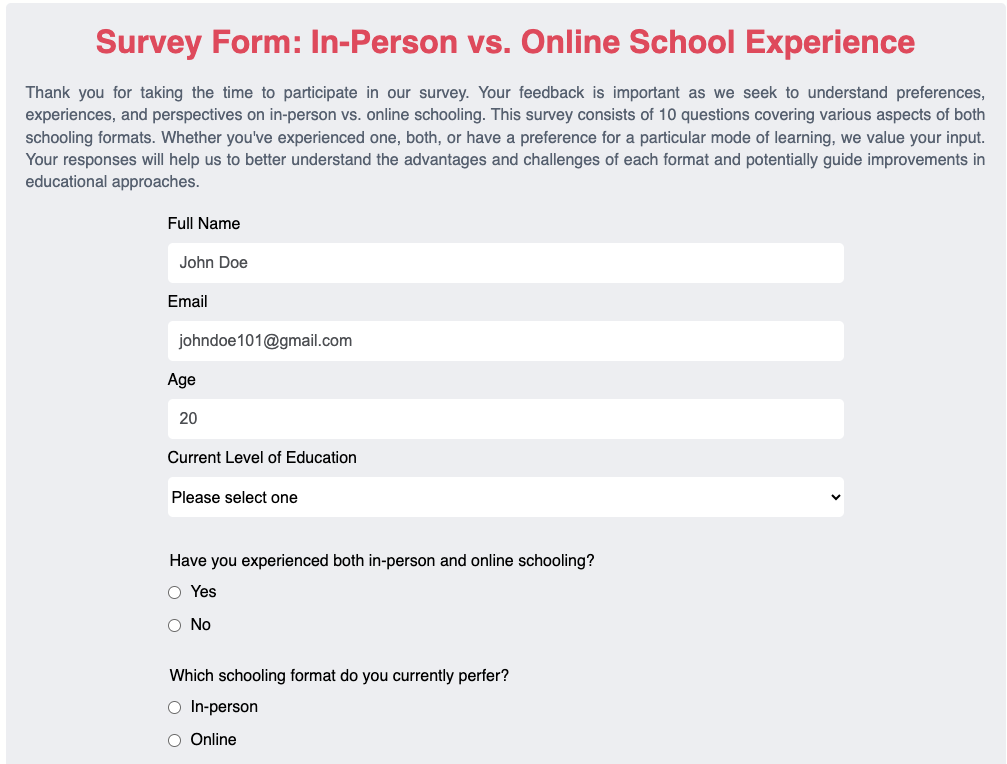 Survey Form: In-Person vs. Online School Experience
Thank you for taking the time to participate in our survey. Your feedback is important as we seek to understand preferences,
experiences, and perspectives on in-person vs. online schooling. This survey consists of 10 questions covering various aspects of both
schooling formats. Whether you've experienced one, both, or have a preference for a particular mode of learning, we value your input.
Your responses will help us to better understand the advantages and challenges of each format and potentially guide improvements in
educational approaches.
Full Name
John Doe
Email
johndoe101@gmail.com
Age
20
Current Level of Education
Please select one
Have you experienced both in-person and online schooling?
Yes
No
Which schooling format do you currently perfer?
In-person
Online